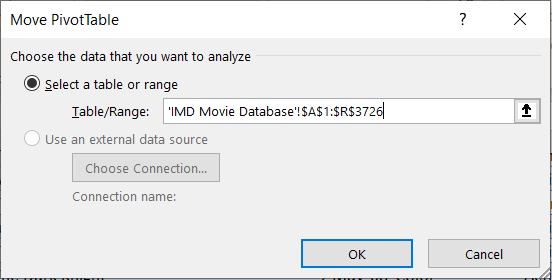 Move PivotTable
?
Choose the data that you want to analyze
Select a table or range
Table/Range: 'IMD Movie Database'!$A$1:$R$3726
Use an external data source
Choose Connection...
Connection name:
OK Cancel